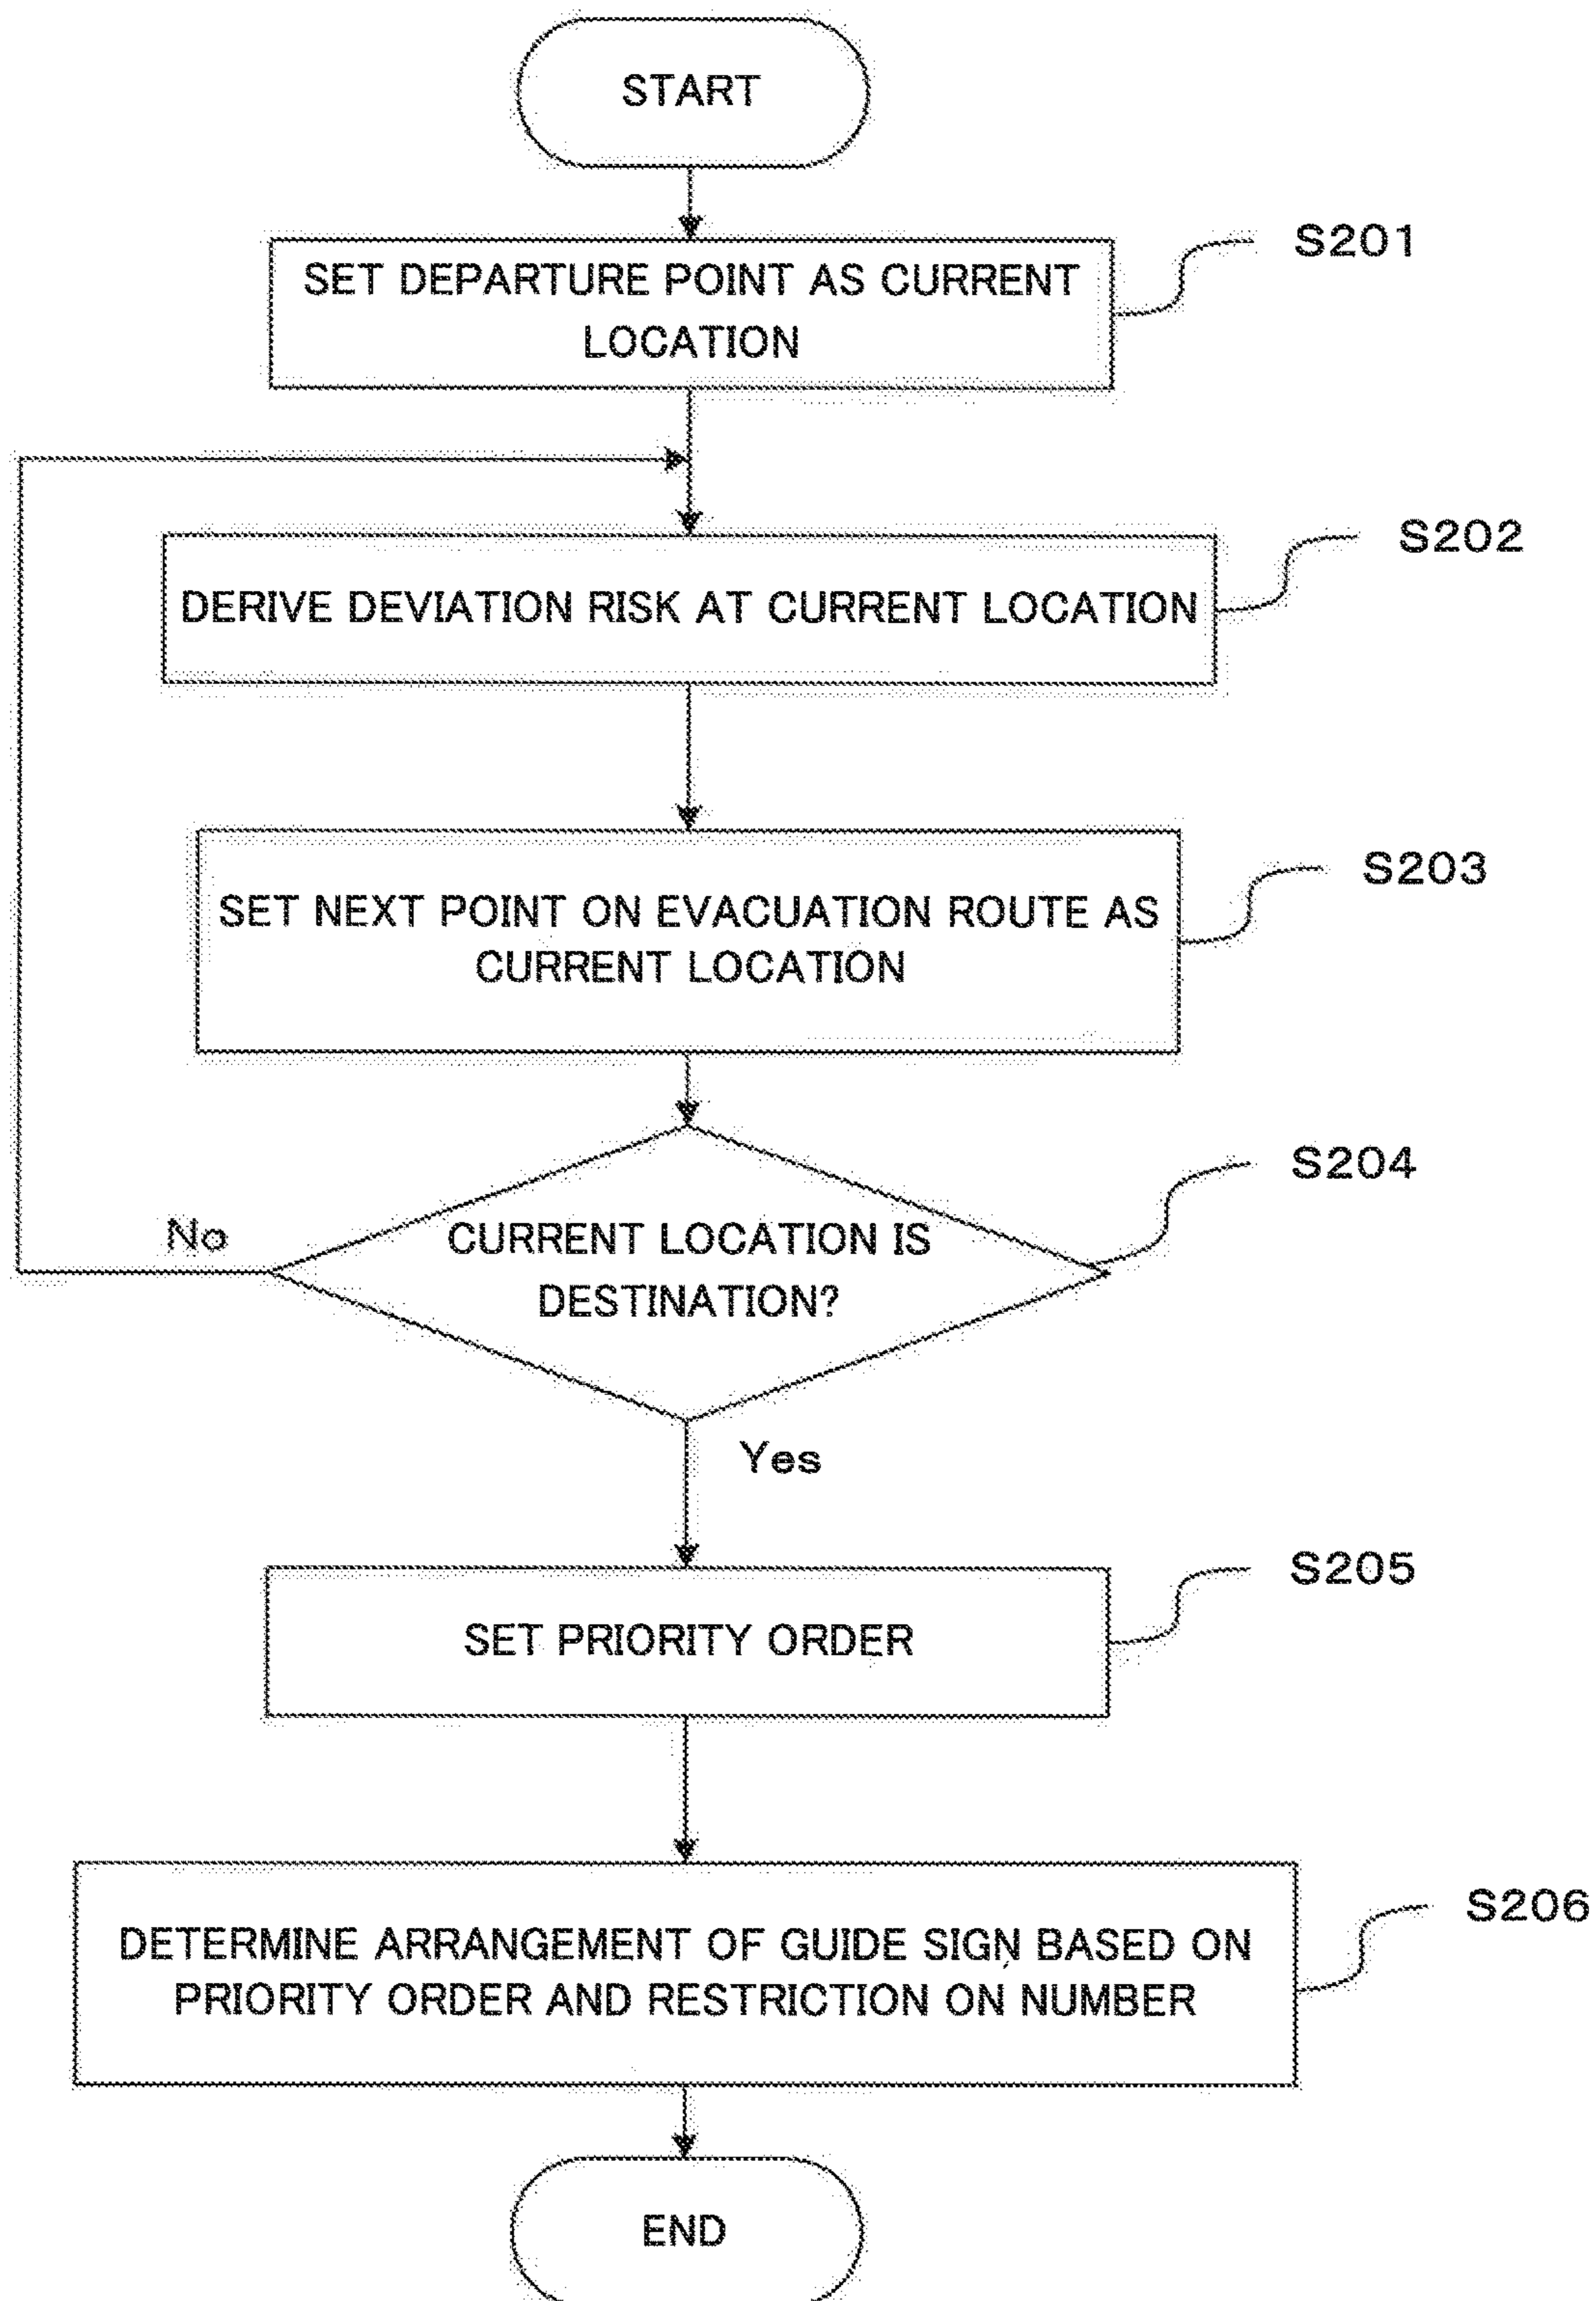 START
S201
SET DEPARTURE POINT AS CURRENT
LOCATION
S202
DERIVE DEVIATION RISK AT CURRENT LOCATION
S203
SET NEXT POINT ON EVACUATION ROUTE AS
CURRENT LOCATION
S204
No
CURRENT LOCATION IS
DESTINATION?
Yes
S205
SET PRIORITY ORDER
S206
DETERMINE ARRANGEMENT OF GUIDE SIGN BASED ON
PRIORITY ORDER AND RESTRICTION ON NUMBER
END